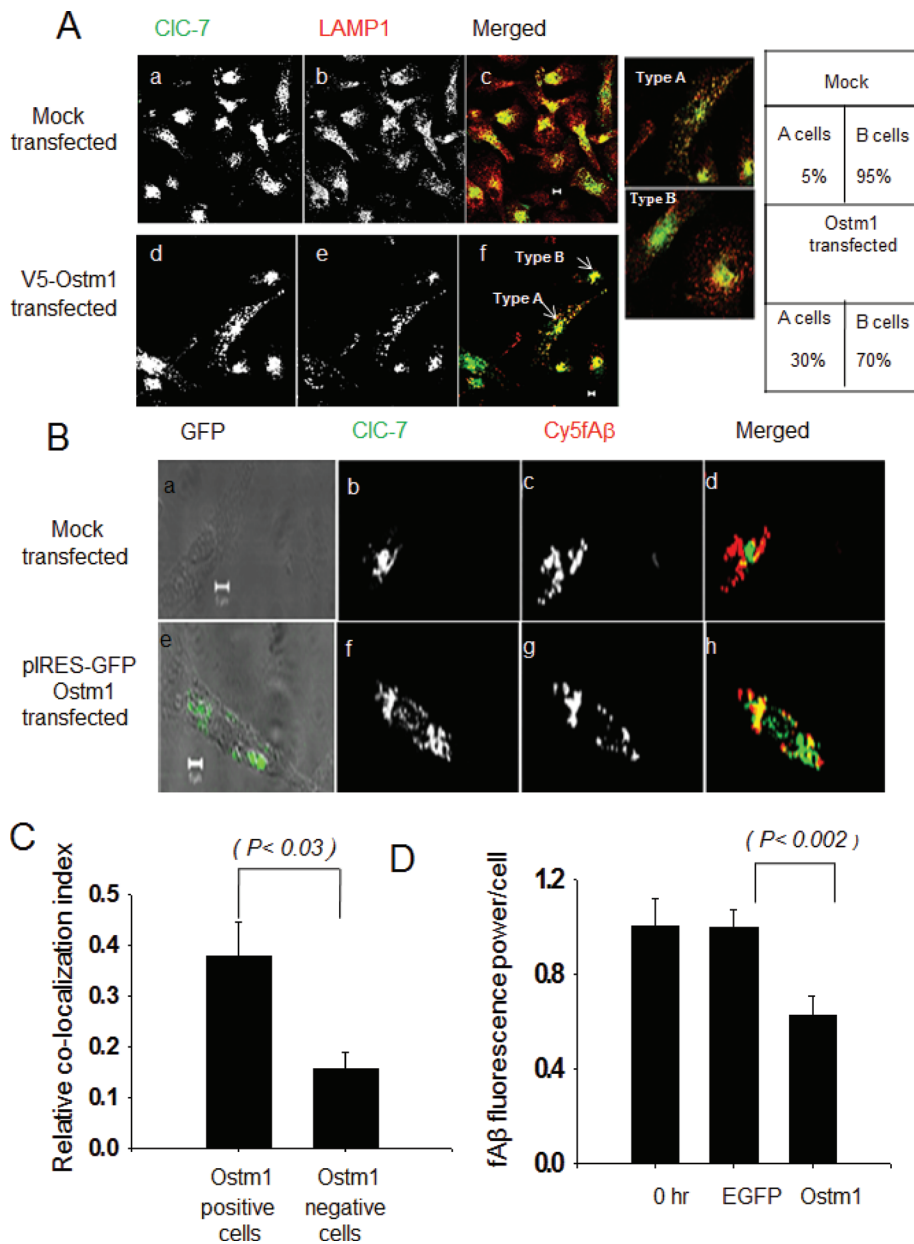 A
ClC-7
LAMP1
Merged
Mock
transfected
a
b
c
Type A
Type B
Mock
A cells
B cells
5%
95%
Ostm1
transfected
A cells
B cells
30%
70%
V5-Ostm1
transfected
d
e
f
Type B
Type A
B
GFP
ClC-7
Cy5fAβ
Merged
Mock
transfected
a
b
c
d
pIRES-GFP
Ostm1
transfected
e
f
g
h
C
( P< 0.03 )
Relative co-localization index
0.5
0.4
0.3
0.2
0.1
0.0
Ostm1
positive
cells
Ostm1
negative
cells
D
( P< 0.002 )
fAβ fluorescence power/cell
1.2
0.8
0.4
0.0
0 hr
EGFP
Ostm1